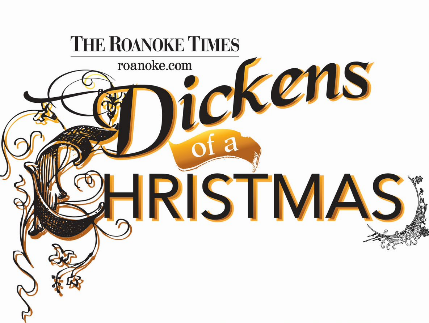 THE ROANOKE TIMES
roanoke.com
Dickens
of a
CHRISTMAS